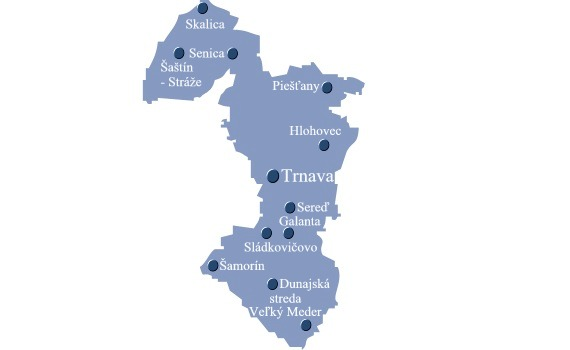 Skalica
Senica
Šaštín
- Stráže
Piešťany
Hlohovec
Trnava
Sereď
Galanta
Sládkovičovo
Šamorín
Dunajská
streda
Veľký Meder